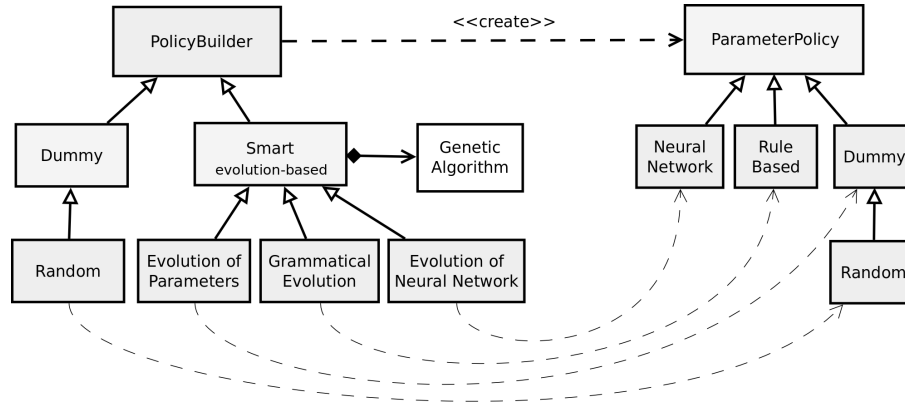 <<create>>
PolicyBuilder
ParameterPolicy
Dummy
Smart
evolution-based
Genetic
Algorithm
Neural
Network
Rule
Based
Dummy
Random
Evolution of
Parameters
Grammatical
Evolution
Evolution of
Neural Network
Random